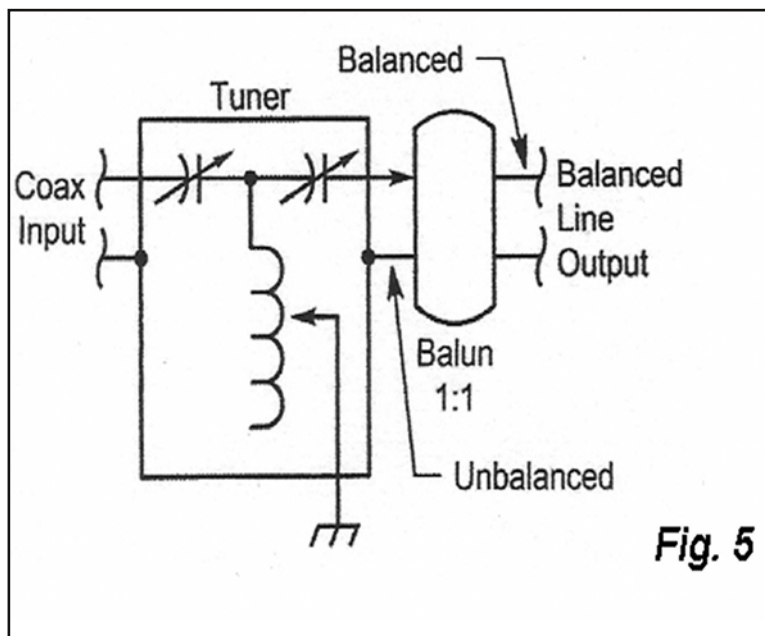 Balanced
Tuner
Coax
Input
Balanced
Line
Output
Balun
1:1
Unbalanced
Fig. 5